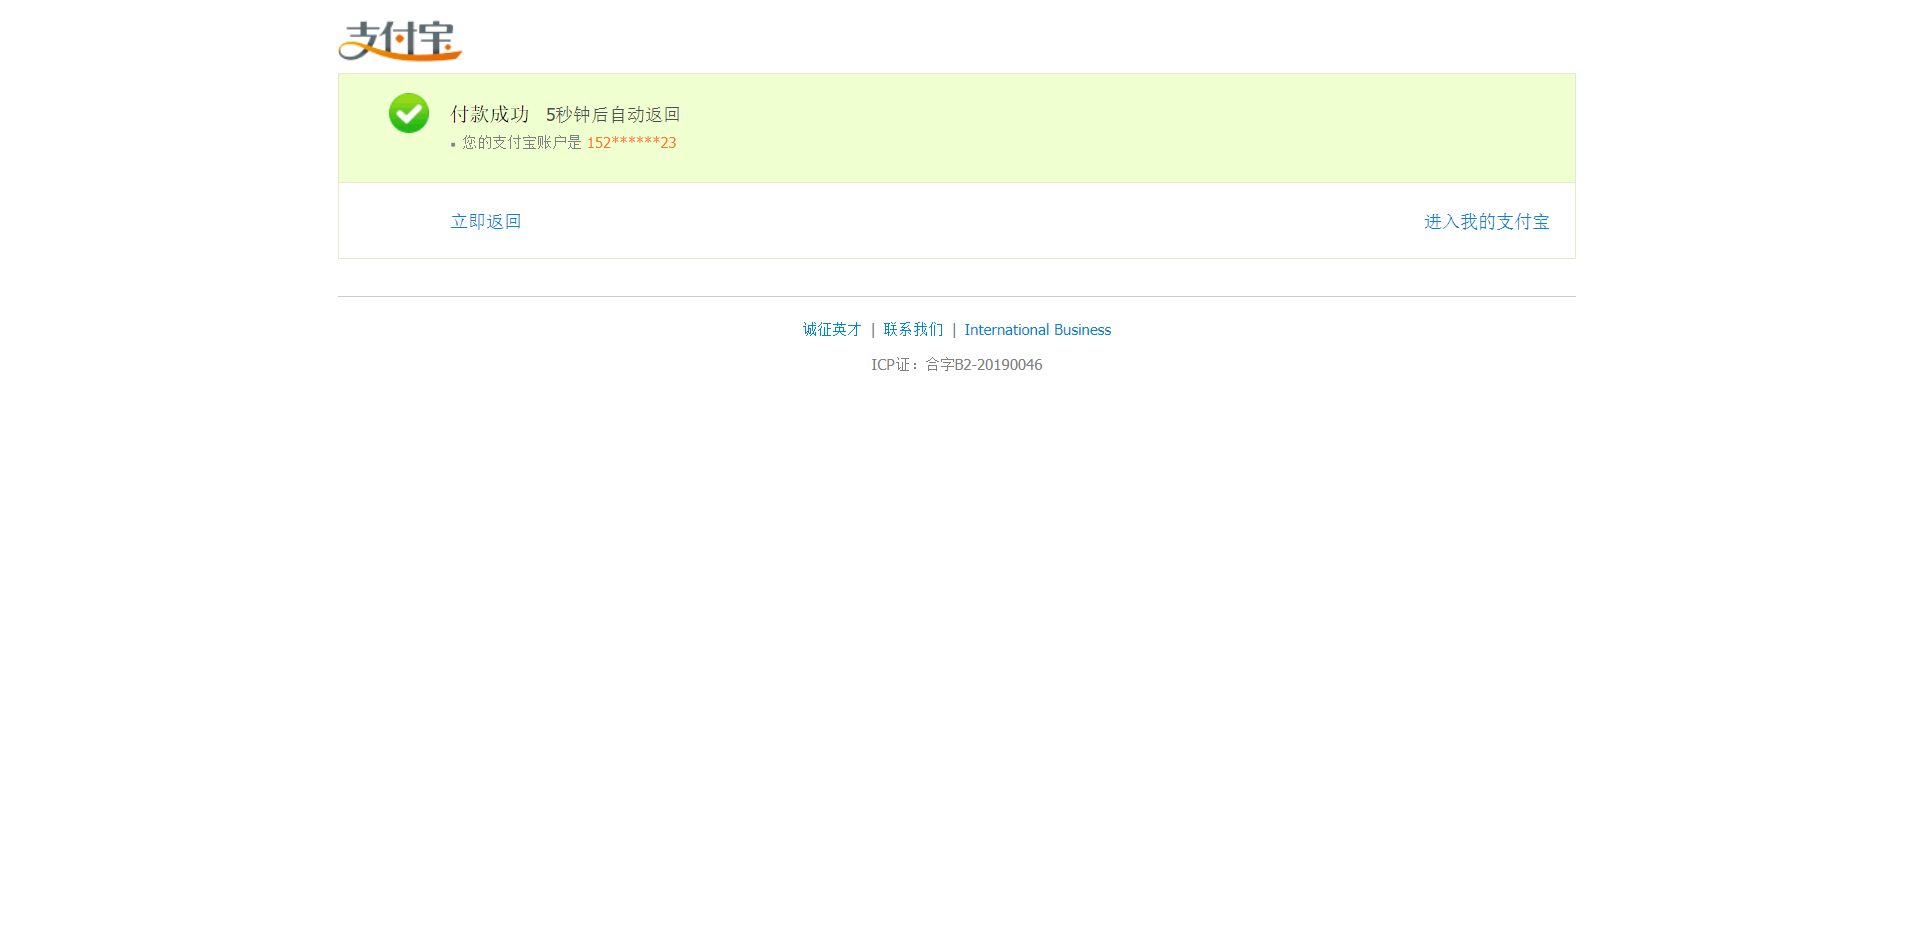 支付宝
付款成功 5秒钟后自动返回
▪ 您的支付宝账户是 152******23
立即返回 进入我的支付宝
诚征英才 | 联系我们 | International Business
ICP证：合字B2-20190046